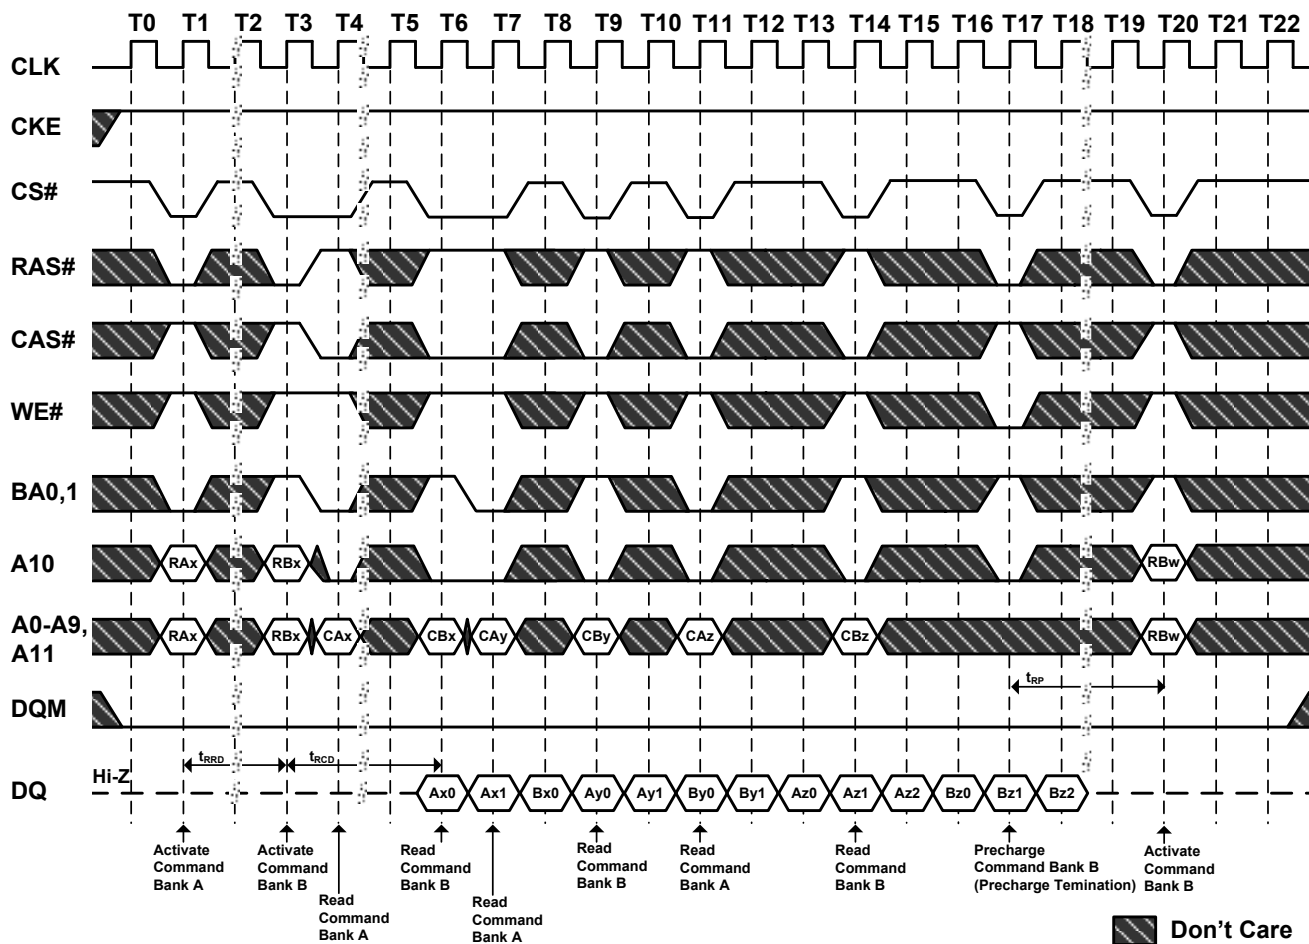 T0 T1 T2 T3 T4 T5 T6 T7 T8 T9 T10 T11 T12 T13 T14 T15 T16 T17 T18 T19 T20 T21 T22
CLK
CKE
CS#
RAS#
CAS#
WE#
BA0,1
A10 RAx RBx RBw
A0-A9,
A11
RAx RBx CAx CBx CAy CBy CAz CBz RBw
tRP
DQM
tRRD tRCD
Hi-Z
DQ Ax0 Ax1 Bx0 Ay0 Ay1 By0 By1 Az0 Az1 Az2 Bz0 Bz1 Bz2
Activate
Command
Bank A
Activate
Command
Bank B
Read
Command
Bank A
Read
Command
Bank B
Read
Command
Bank A
Read
Command
Bank B
Read
Command
Bank A
Read
Command
Bank B
Precharge
Command Bank B
(Precharge Temination)
Activate
Command
Bank B
Don't Care